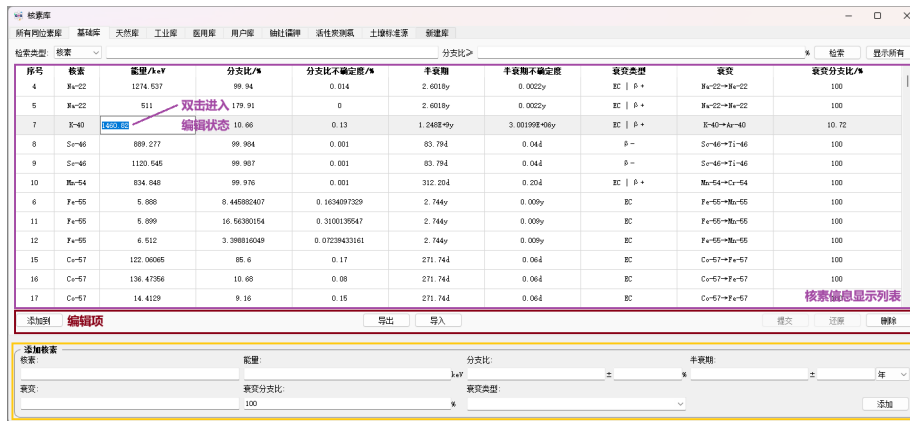 核素库
所有同位素库 基础库 天然库 工业库 医用库 用户库 铀钍镭钾 活性炭测氡 土壤标准源 新建库
检索类型: 核素 分支比≥ % 检索 显示所有
序号 核素 能量/keV 分支比/% 分支比不确定度/% 半衰期 半衰期不确定度 衰变类型 衰变 衰变分支比/%
4 Na-22 1274.537 99.94 0.014 2.6018y 0.0022y EC | β+ Na-22→Ne-22 100
5 Na-22 511 179.91 0 2.6018y 0.0022y EC | β+ Na-22→Ne-22 100
双击进入
7 K-40 1460.82 10.66 0.13 1.248E+9y 3.00199E+06y EC | β+ K-40→Ar-40 10.72
编辑状态
8 Sc-46 889.277 99.984 0.001 83.79d 0.04d β- Sc-46→Ti-46 100
9 Sc-46 1120.545 99.987 0.001 83.79d 0.04d β- Sc-46→Ti-46 100
10 Mn-54 834.848 99.976 0.001 312.20d 0.20d EC | β+ Mn-54→Cr-54 100
6 Fe-55 5.888 8.445882407 0.1634097329 2.744y 0.009y EC Fe-55→Mn-55 100
11 Fe-55 5.899 16.56380154 0.3100135547 2.744y 0.009y EC Fe-55→Mn-55 100
12 Fe-55 6.512 3.398816049 0.07239433161 2.744y 0.009y EC Fe-55→Mn-55 100
15 Co-57 122.06065 85.6 0.17 271.74d 0.06d EC Co-57→Fe-57 100
16 Co-57 136.47356 10.68 0.08 271.74d 0.06d EC Co-57→Fe-57 100
17 Co-57 14.4129 9.16 0.15 271.74d 0.06d EC Co-57→Fe-57
核素信息显示列表
添加到 编辑项 导出 导入 提交 还原 删除
添加核素
核素: 能量: 分支比: 半衰期:
keV ± % ± 年
衰变: 衰变分支比: 衰变类型:
100 % 添加